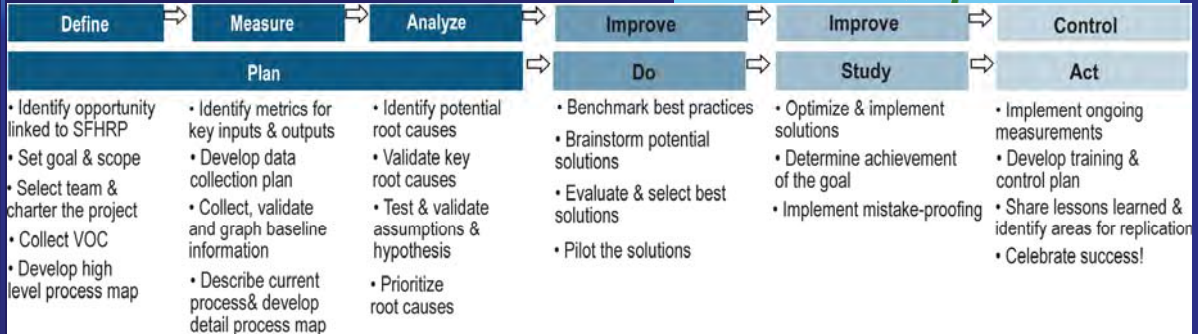 Define
Measure
Analyze
Improve
Improve
Control
Plan
Do
Study
Act
• Identify opportunity
linked to SFHRP
• Set goal & scope
• Select team &
charter the project
• Collect VOC
• Develop high
level process map
• Identify metrics for
key inputs & outputs
• Develop data
collection plan
• Collect, validate
and graph baseline
information
• Describe current
process& develop
detail process map
• Identify potential
root causes
• Validate key
root causes
• Test & validate
assumptions &
hypothesis
• Prioritize
root causes
• Benchmark best practices
• Brainstorm potential
solutions
• Evaluate & select best
solutions
• Pilot the solutions
• Optimize & implement
solutions
• Determine achievement
of the goal
• Implement mistake-proofing
• Implement ongoing
measurements
• Develop training &
control plan
• Share lessons learned &
identify areas for replication
• Celebrate success!